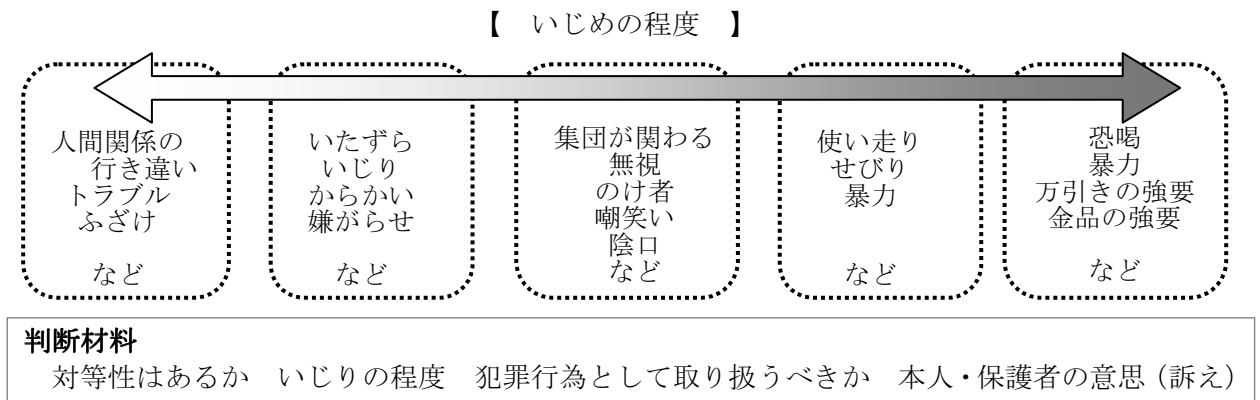 【　いじめの程度　】
人間関係の
行き違い
トラブル
ふざけ
など
いたずら
いじり
からかい
嫌がらせ
など
集団が関わる
無視
のけ者
嘲笑い
陰口
など
使い走り
せびり
暴力
など
恐喝
暴力
万引きの強要
金品の強要
など
判断材料
対等性はあるか　いじりの程度　犯罪行為として取り扱うべきか　本人・保護者の意思（訴え）